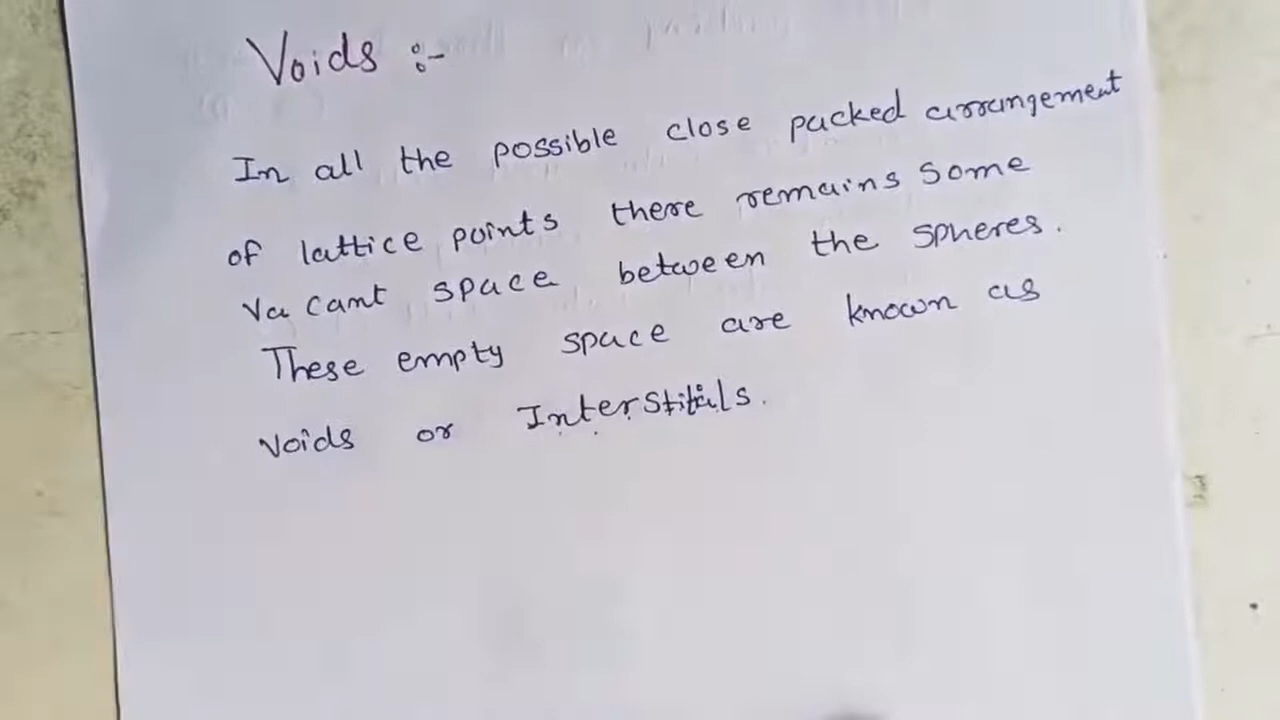 Voids :-
In all the possible close packed arrangement
of lattice points there remains some
Vacant space between the spheres.
These empty space are known as
Voids or Interstitials.